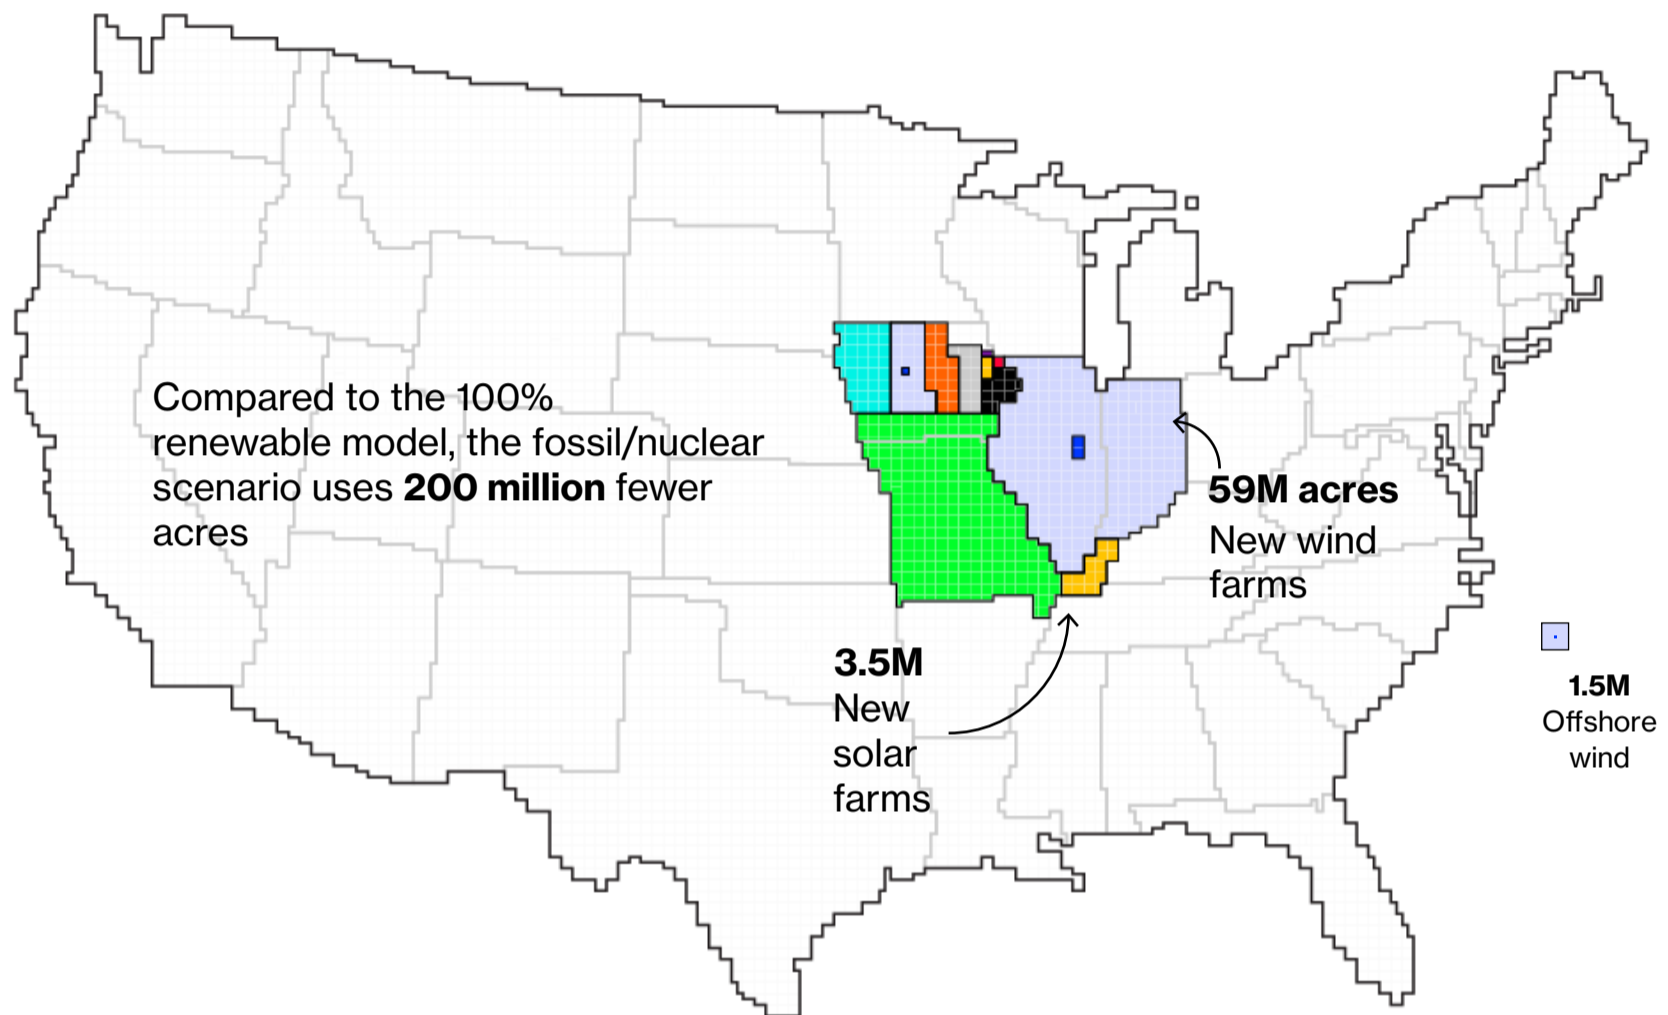 Compared to the 100%
renewable model, the fossil/nuclear
scenario uses 200 million fewer
acres
59M acres
New wind
farms
3.5M
New
solar
farms
1.5M
Offshore
wind